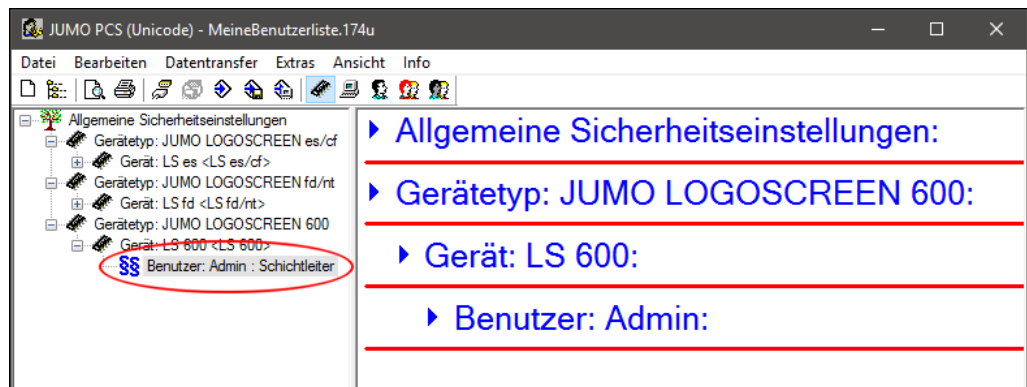 JUMO PCS (Unicode) - MeineBenutzerliste.174u
Datei Bearbeiten Datentransfer Extras Ansicht Info
Allgemeine Sicherheitseinstellungen
Gerätetyp: JUMO LOGOSCREEN es/cf
Gerät: LS es <LS es/cf>
Gerätetyp: JUMO LOGOSCREEN fd/nt
Gerät: LS fd <LS fd/nt>
Gerätetyp: JUMO LOGOSCREEN 600
Gerät: LS 600 <LS 600>
§§ Benutzer: Admin : Schichtleiter
Allgemeine Sicherheitseinstellungen:
Gerätetyp: JUMO LOGOSCREEN 600:
Gerät: LS 600:
Benutzer: Admin: